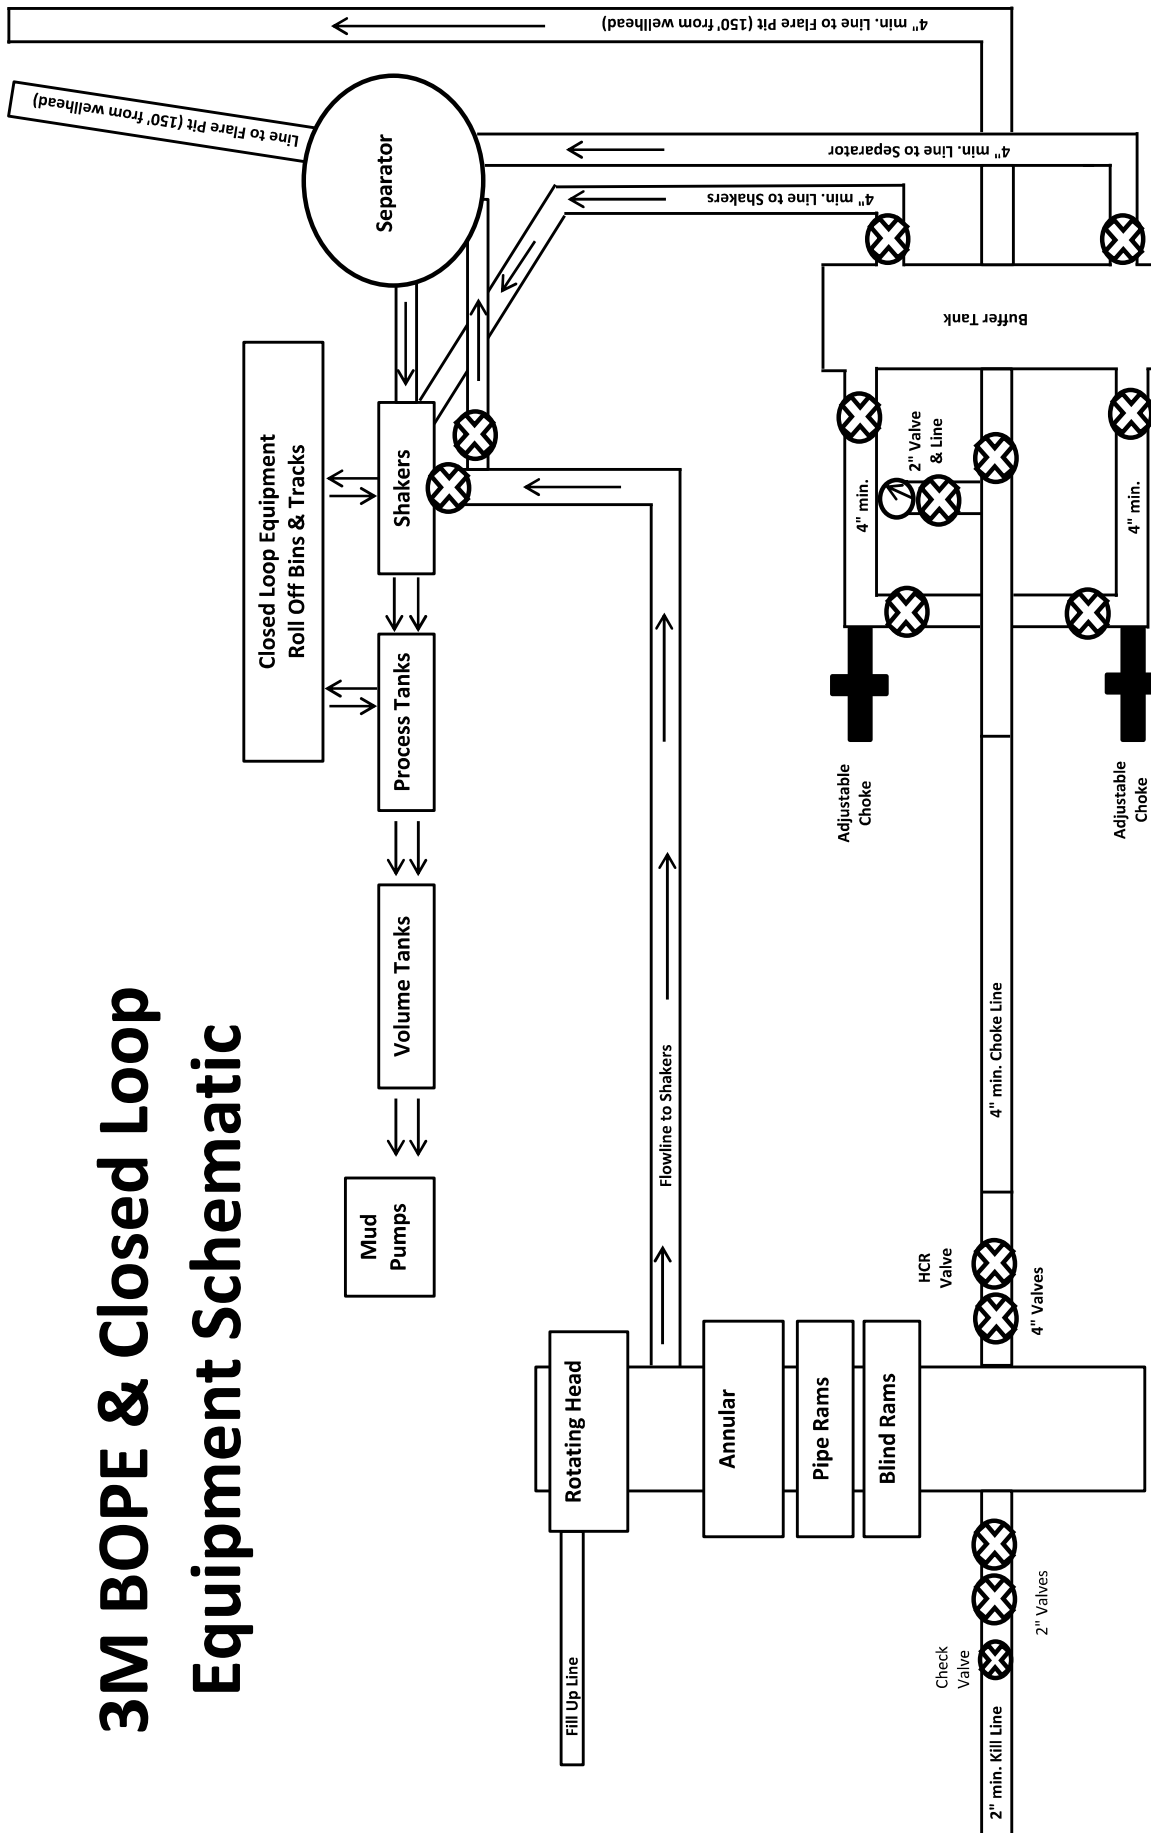 3M BOPE & Closed Loop
Equipment Schematic
4" min. Line to Flare Pit (150' from wellhead)
Line to Flare Pit (150' from wellhead)
Separator
4" min. Line to Separator
4" min. Line to Shakers
Closed Loop Equipment
Roll Off Bins & Tracks
Mud
Pumps
Volume Tanks
Process Tanks
Shakers
Fill Up Line
Rotating Head
Flowline to Shakers
Annular
Pipe Rams
Blind Rams
Adjustable
Choke
4" min.
2" Valve
& Line
Buffer Tank
2" min. Kill Line
Check
Valve
2" Valves
HCR
Valve
4" Valves
4" min. Choke Line
Adjustable
Choke
4" min.